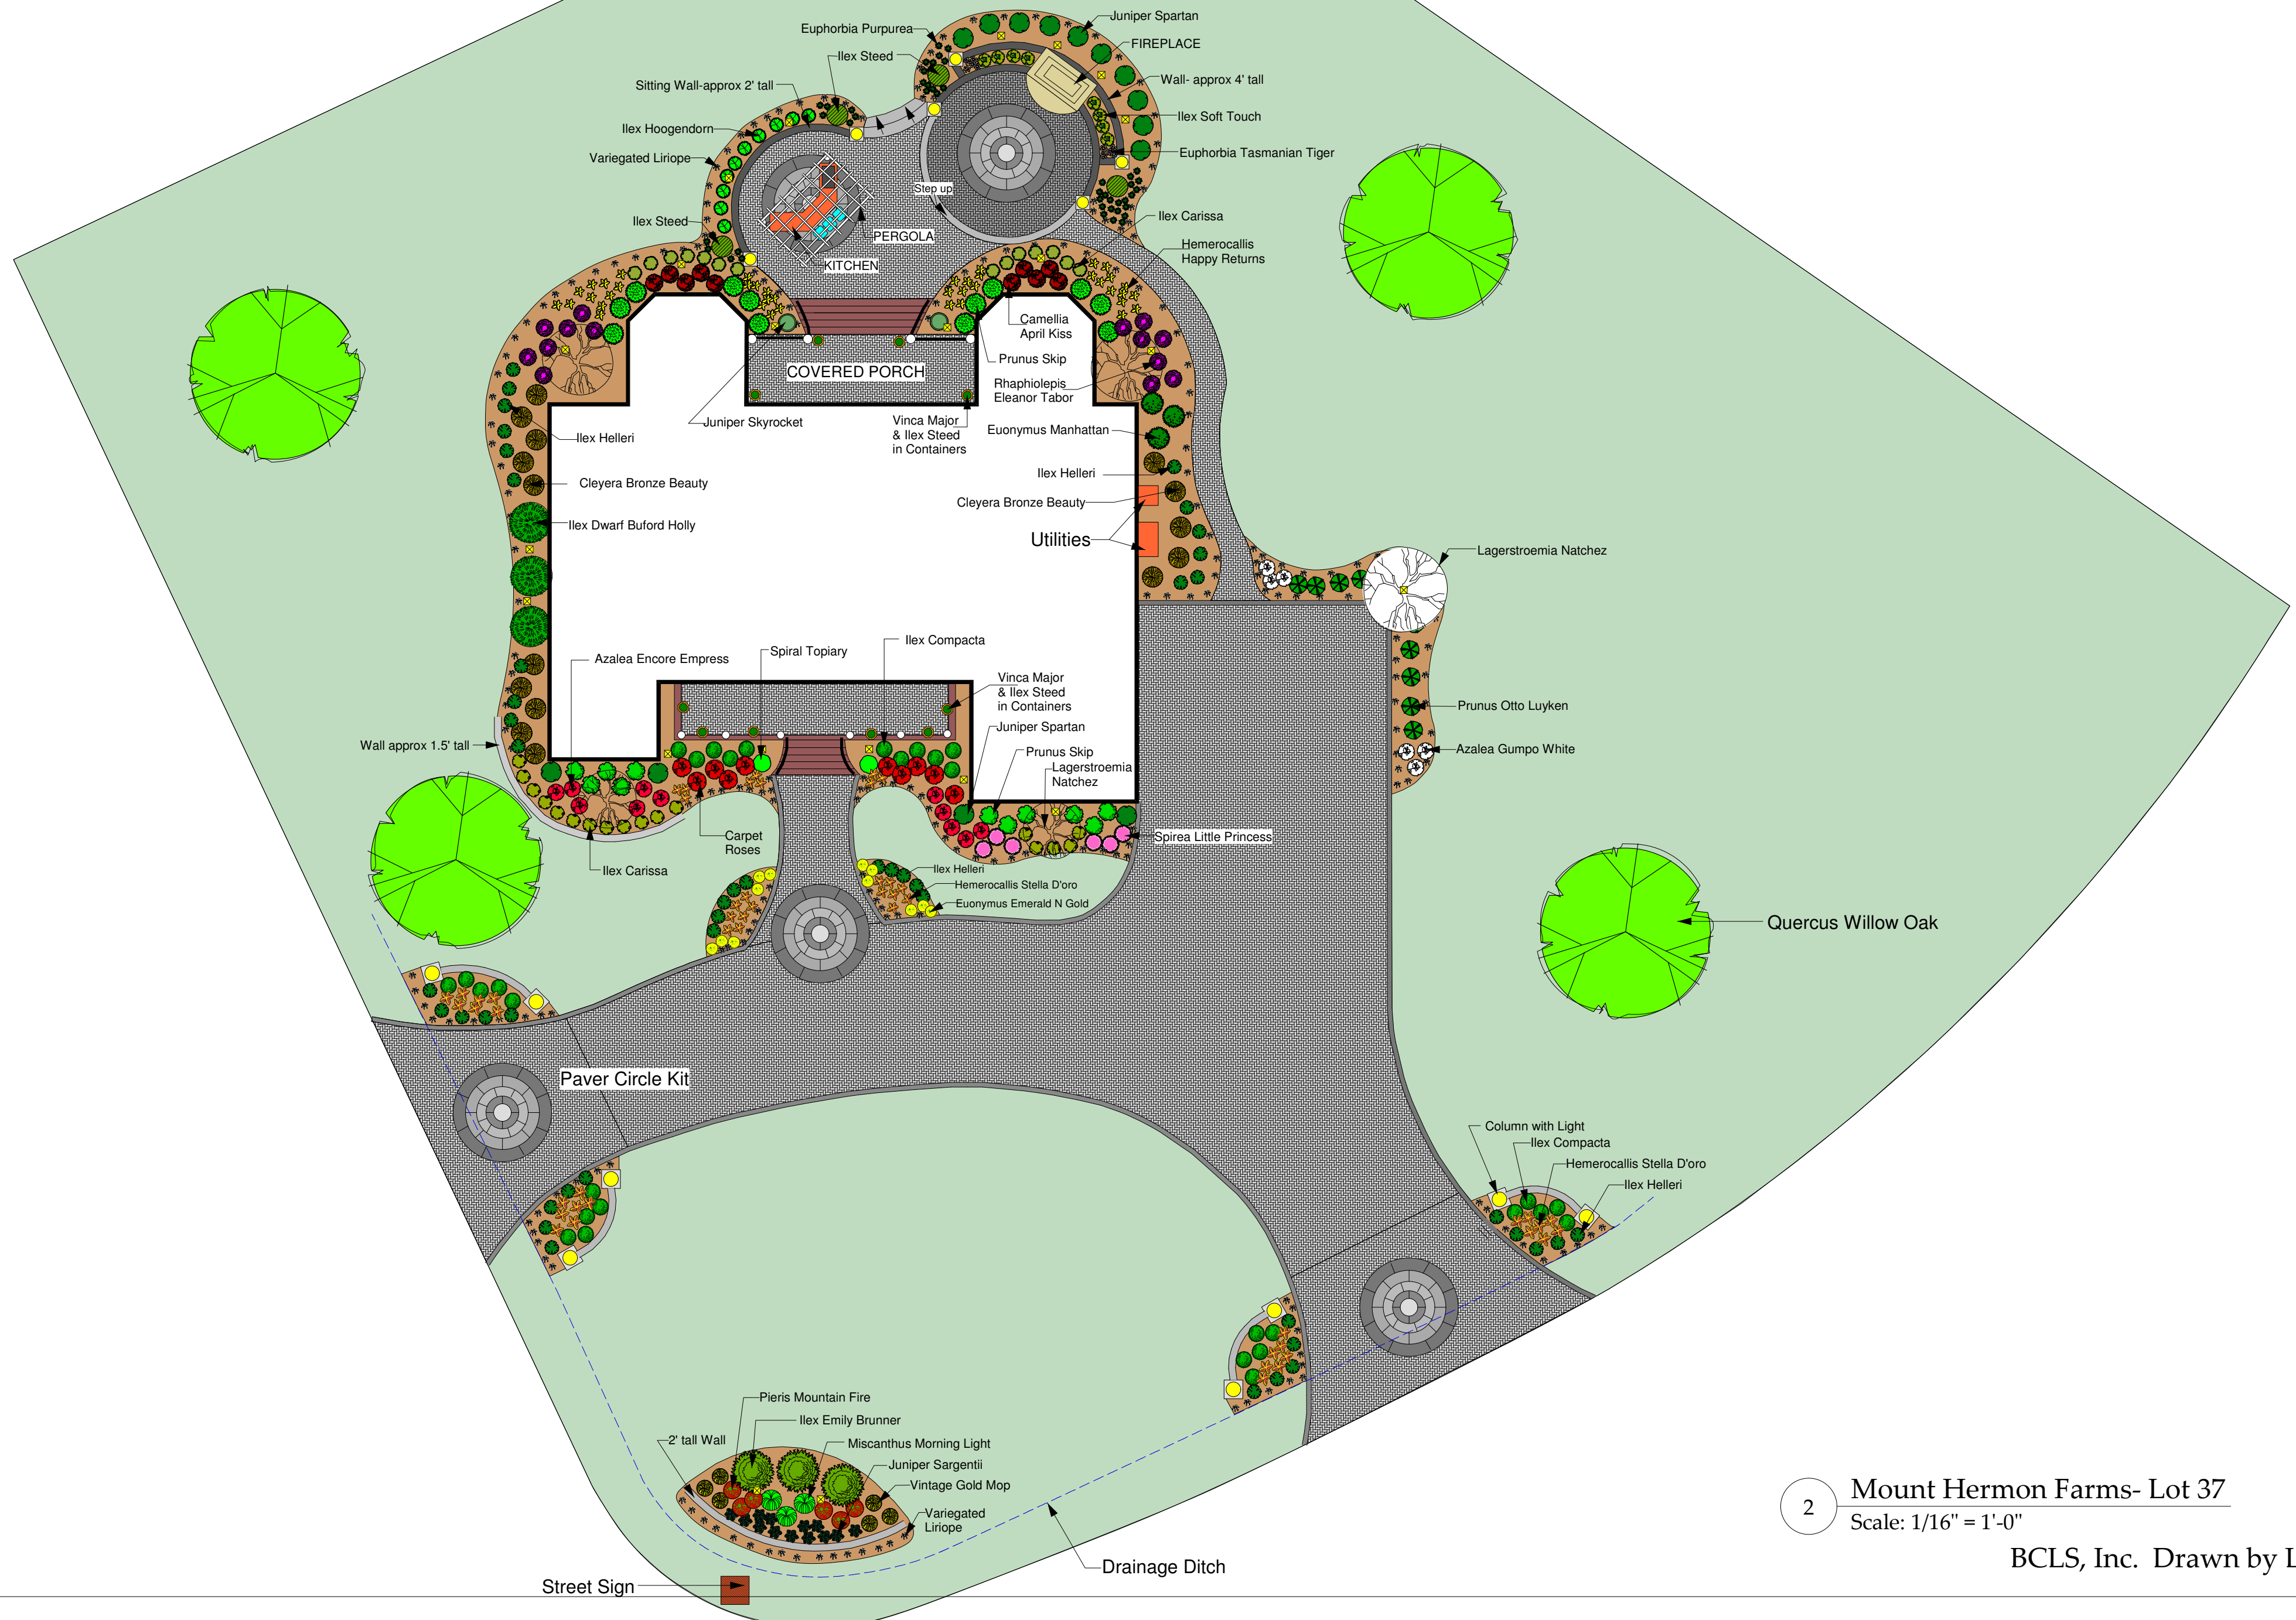 Juniper Spartan
Euphorbia Purpurea
FIREPLACE
Ilex Steed
Wall- approx 4' tall
Sitting Wall-approx 2' tall
Ilex Soft Touch
Ilex Hoogendorn
Euphorbia Tasmanian Tiger
Variegated Liriope
Step up
Ilex Carissa
Ilex Steed
PERGOLA
Hemerocallis
Happy Returns
KITCHEN
Camellia
April Kiss
Prunus Skip
COVERED PORCH
Rhaphiolepis
Eleanor Tabor
Juniper Skyrocket
Vinca Major
& Ilex Steed
in Containers
Euonymus Manhattan
Ilex Helleri
Ilex Helleri
Cleyera Bronze Beauty
Cleyera Bronze Beauty
Ilex Dwarf Buford Holly
Utilities
Lagerstroemia Natchez
Ilex Compacta
Spiral Topiary
Azalea Encore Empress
Vinca Major
& Ilex Steed
in Containers
Prunus Otto Luyken
Juniper Spartan
Wall approx 1.5' tall
Azalea Gumpo White
Prunus Skip
Lagerstroemia
Natchez
Carpet
Roses
Spirea Little Princess
Ilex Carissa
Ilex Helleri
Hemerocallis Stella D'oro
Euonymus Emerald N Gold
Quercus Willow Oak
Paver Circle Kit
Column with Light
Ilex Compacta
Hemerocallis Stella D'oro
Ilex Helleri
Pieris Mountain Fire
Ilex Emily Brunner
2' tall Wall
Miscanthus Morning Light
Juniper Sargentii
Vintage Gold Mop
Variegated
Liriope
Drainage Ditch
Street Sign
2
Mount Hermon Farms- Lot 37
Scale: 1/16" = 1'-0"
BCLS, Inc. Drawn by L